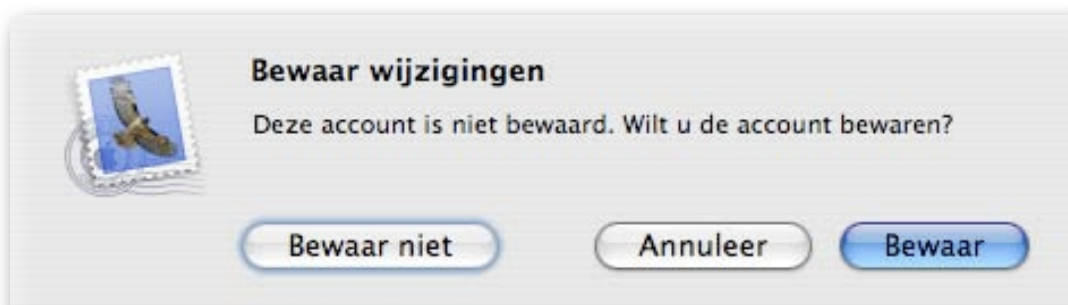 Bewaar wijzigingen
Deze account is niet bewaard. Wilt u de account bewaren?
Bewaar niet
Annuleer
Bewaar